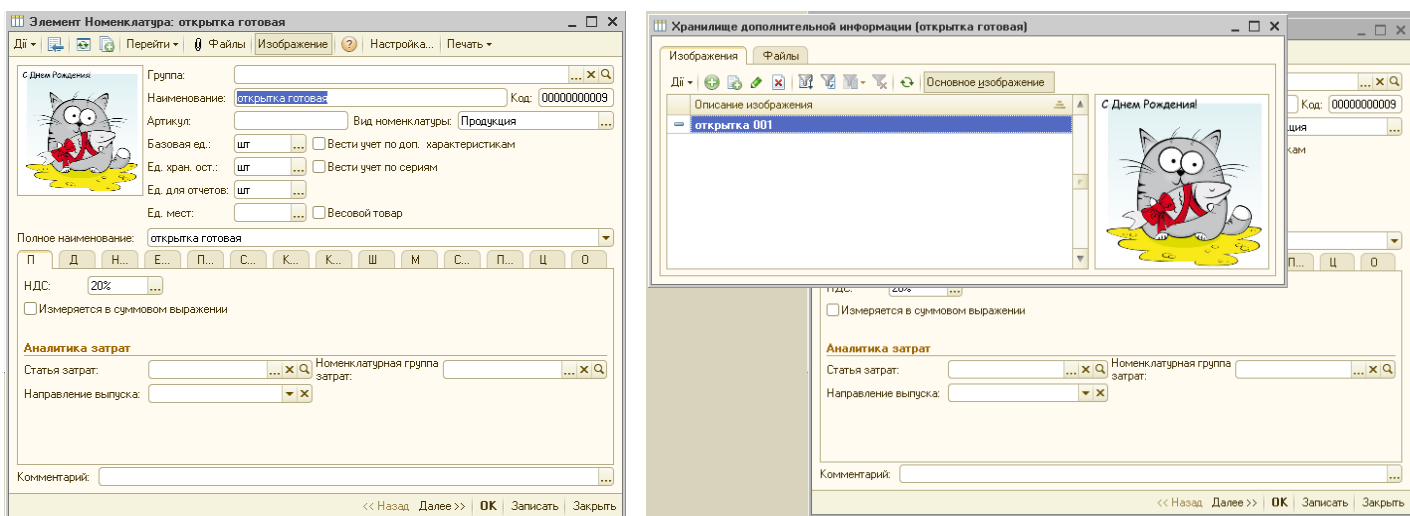 Элемент Номенклатура: открытка готовая
Дії Перейти Файлы Изображение Настройка... Печать
С Днем Рождения!
Группа: ...
Наименование: открытка готовая Код: 00000000009
Артикул: Вид номенклатуры: Продукция ...
Базовая ед.: шт ... Вести учет по доп. характеристикам
Ед. хран. ост.: шт ... Вести учет по сериям
Ед. для отчетов: шт ...
Ед. мест: ... Весовой товар
Полное наименование: открытка готовая
П Д Н... Е... П... С... К... К... Ш М С... П... Ц О
НДС: 20% ...
Измеряется в суммовом выражении
Аналитика затрат
Статья затрат: ... Номенклатурная группа затрат: ...
Направление выпуска:
Комментарий: ...
<< Назад Далее >> OK Записать Закрыть
Хранилище дополнительной информации (открытка готовая)
Изображения Файлы
Дії Основное изображение
Описание изображения
открытка 001
С Днем Рождения!
...
Код: 00000000009
ция ...
кам
П... Ц О
НДС: 20% ...
Измеряется в суммовом выражении
Аналитика затрат
Статья затрат: ... Номенклатурная группа затрат: ...
Направление выпуска:
Комментарий: ...
<< Назад Далее >> OK Записать Закрыть